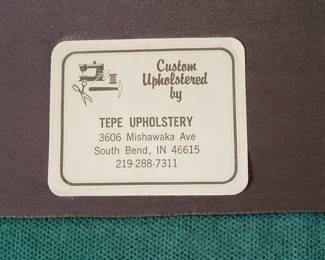 Custom
Upholstered
by
TEPE UPHOLSTERY
3606 Mishawaka Ave
South Bend, IN 46615
219-288-7311